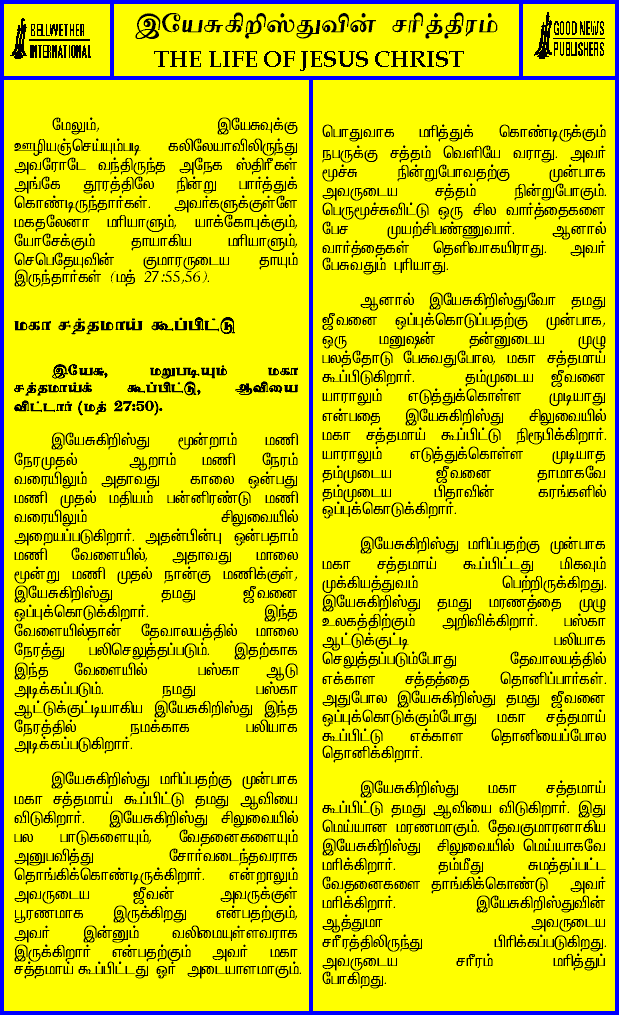 BELLWETHER
INTERNATIONAL
இயேசுகிறிஸ்துவின் சரித்திரம்
THE LIFE OF JESUS CHRIST
GOOD NEWS
PUBLISHERS
மேலும், இயேசுவுக்கு
ஊழியஞ்செய்யும்படி கலிலேயாவிலிருந்து
அவரோடே வந்திருந்த அநேக ஸ்திரீகள்
அங்கே தூரத்திலே நின்று பார்த்துக்
கொண்டிருந்தார்கள். அவர்களுக்குள்ளே
மகதலேனா மரியாளும், யாக்கோபுக்கும்,
யோசேக்கும் தாயாகிய மரியாளும்,
செபெதேயுவின் குமாரருடைய தாயும்
இருந்தார்கள் (மத் 27:55,56).
மகா சத்தமாய் கூப்பிட்டு
இயேசு, மறுபடியும் மகா
சத்தமாய்க் கூப்பிட்டு, ஆவியை
விட்டார் (மத் 27:50).
இயேசுகிறிஸ்து மூன்றாம் மணி
நேரமுதல் ஆறாம் மணி நேரம்
வரையிலும் அதாவது காலை ஒன்பது
மணி முதல் மதியம் பன்னிரண்டு மணி
வரையிலும் சிலுவையில்
அறையப்படுகிறார். அதன்பின்பு ஒன்பதாம்
மணி வேளையில், அதாவது மாலை
மூன்று மணி முதல் நான்கு மணிக்குள்,
இயேசுகிறிஸ்து தமது ஜீவனை
ஒப்புக்கொடுக்கிறார். இந்த
வேளையில்தான் தேவாலயத்தில் மாலை
நேரத்து பலிசெலுத்தப்படும். இதற்காக
இந்த வேளையில் பஸ்கா ஆடு
அடிக்கப்படும். நமது பஸ்கா
ஆட்டுக்குட்டியாகிய இயேசுகிறிஸ்து இந்த
நேரத்தில் நமக்காக பலியாக
அடிக்கப்படுகிறார்.
இயேசுகிறிஸ்து மரிப்பதற்கு முன்பாக
மகா சத்தமாய் கூப்பிட்டு தமது ஆவியை
விடுகிறார். இயேசுகிறிஸ்து சிலுவையில்
பல பாடுகளையும், வேதனைகளையும்
அனுபவித்து சோர்வடைந்தவராக
தொங்கிக்கொண்டிருக்கிறார். என்றாலும்
அவருடைய ஜீவன் அவருக்குள்
பூரணமாக இருக்கிறது என்பதற்கும்,
அவர் இன்னும் வலிமையுள்ளவராக
இருக்கிறார் என்பதற்கும் அவர் மகா
சத்தமாய் கூப்பிட்டது ஓர் அடையாளமாகும்.
பொதுவாக மரித்துக் கொண்டிருக்கும்
நபருக்கு சத்தம் வெளியே வராது. அவர்
மூச்சு நின்றுபோவதற்கு முன்பாக
அவருடைய சத்தம் நின்றுபோகும்.
பெருமூச்சுவிட்டு ஒரு சில வார்த்தைகளை
பேச முயற்சிபண்ணுவார். ஆனால்
வார்த்தைகள் தெளிவாகயிராது. அவர்
பேசுவதும் புரியாது.
ஆனால் இயேசுகிறிஸ்துவோ தமது
ஜீவனை ஒப்புக்கொடுப்பதற்கு முன்பாக,
ஒரு மனுஷன் தன்னுடைய முழு
பலத்தோடு பேசுவதுபோல, மகா சத்தமாய்
கூப்பிடுகிறார். தம்முடைய ஜீவனை
யாராலும் எடுத்துக்கொள்ள முடியாது
என்பதை இயேசுகிறிஸ்து சிலுவையில்
மகா சத்தமாய் கூப்பிட்டு நிரூபிக்கிறார்.
யாராலும் எடுத்துக்கொள்ள முடியாத
தம்முடைய ஜீவனை தாமாகவே
தம்முடைய பிதாவின் கரங்களில்
ஒப்புக்கொடுக்கிறார்.
இயேசுகிறிஸ்து மரிப்பதற்கு முன்பாக
மகா சத்தமாய் கூப்பிட்டது மிகவும்
முக்கியத்துவம் பெற்றிருக்கிறது.
இயேசுகிறிஸ்து தமது மரணத்தை முழு
உலகத்திற்கும் அறிவிக்கிறார். பஸ்கா
ஆட்டுக்குட்டி பலியாக
செலுத்தப்படும்போது தேவாலயத்தில்
எக்காள சத்தத்தை தொனிப்பார்கள்.
அதுபோல இயேசுகிறிஸ்து தமது ஜீவனை
ஒப்புக்கொடுக்கும்போது மகா சத்தமாய்
கூப்பிட்டு எக்காள தொனியைப்போல
தொனிக்கிறார்.
இயேசுகிறிஸ்து மகா சத்தமாய்
கூப்பிட்டு தமது ஆவியை விடுகிறார். இது
மெய்யான மரணமாகும். தேவகுமாரனாகிய
இயேசுகிறிஸ்து சிலுவையில் மெய்யாகவே
மரிக்கிறார். தம்மீது சுமத்தப்பட்ட
வேதனைகளை தாங்கிக்கொண்டு அவர்
மரிக்கிறார். இயேசுகிறிஸ்துவின்
ஆத்துமா அவருடைய
சரீரத்திலிருந்து பிரிக்கப்படுகிறது.
அவருடைய சரீரம் மரித்துப்
போகிறது.